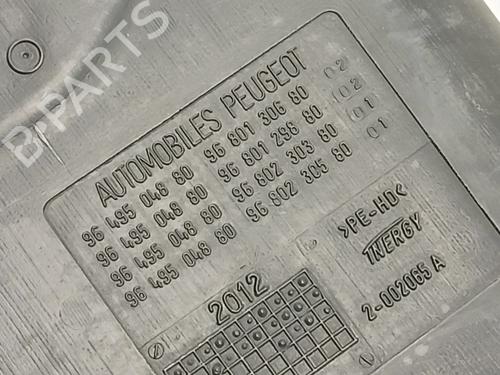 B-PARTS
AUTOMOBILES PEUGEOT
96 495 048 80 96 801 306 80 02
96 495 048 80 96 801 298 80 02
96 495 048 80 96 802 303 80 01
96 495 048 80 96 802 305 80 01
>PE-HD<
TNERGY
2-002065 A
2012